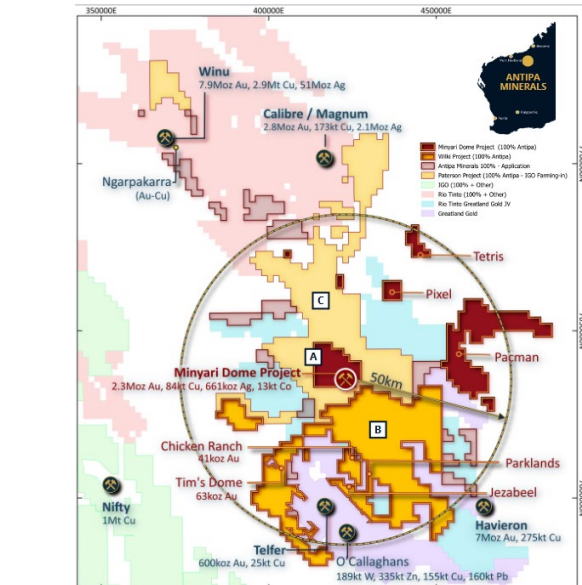 350000
400000
450000
ANTIPA
MINERALS
Winu
7.9Moz Au, 2.9Mt Cu, 51Moz Ag
Calibre / Magnum
2.8Moz Au, 173kt Cu, 2.1Moz Ag
Minyari Dome Project (100% Antipa)
Wilki Project (100% Antipa)
Antipa Minerals 100% - Application
Paterson Project (100% Antipa - IGO Farming-in)
IGO (100% + Other)
Rio Tinto (100% + Other)
Rio Tinto Greatland Gold JV
Greatland Gold
Ngarpakarra
(Au-Cu)
Tetris
Pixel
C
A
Pacman
Minyari Dome Project
2.3Moz Au, 84kt Cu, 661koz Ag, 13kt Co
50km
B
Chicken Ranch
41koz Au
Parklands
Tim's Dome
63koz Au
Jezabeel
Nifty
1Mt Cu
Havieron
7Moz Au, 275kt Cu
Telfer
600koz Au, 25kt Cu
O'Callaghans
189kt W, 335kt Zn, 155kt Cu, 160kt Pb